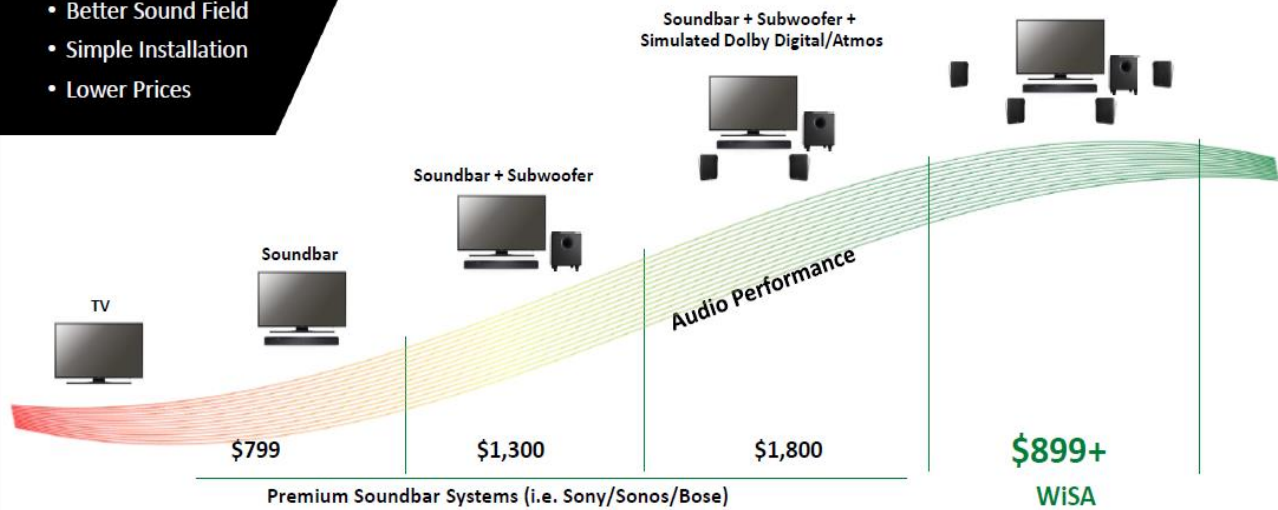 • Better Sound Field
• Simple Installation
• Lower Prices
Soundbar + Subwoofer +
Simulated Dolby Digital/Atmos
Soundbar + Subwoofer
Soundbar
TV
Audio Performance
$799
$1,300
$1,800
$899+
Premium Soundbar Systems (i.e. Sony/Sonos/Bose)
WiSA